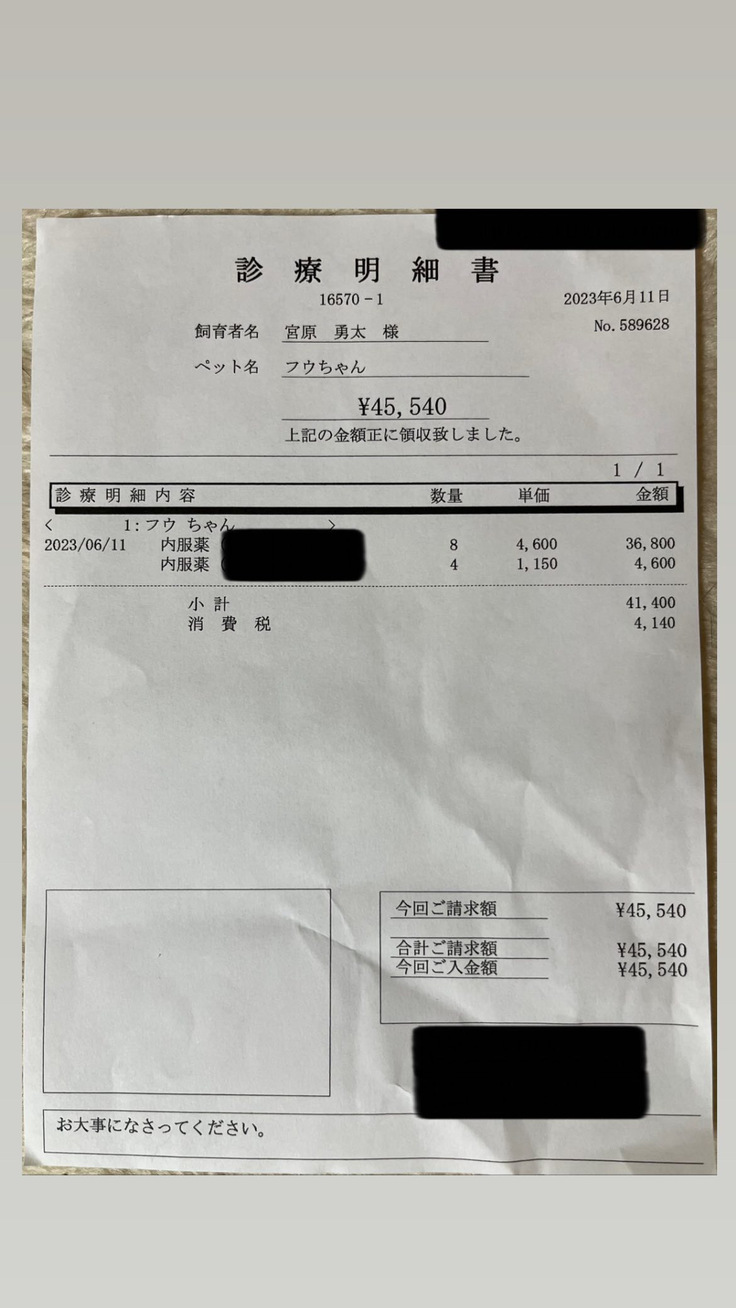 診療明細書
16570-1
2023年6月11日
No.589628
飼育者名 宮原 勇太 様
ペット名 フウちゃん
¥45,540
上記の金額正に領収致しました。
1 / 1
診療明細内容 数量 単価 金額
< 1:フウ ちゃん >
2023/06/11 内服薬 8 4,600 36,800
内服薬 4 1,150 4,600
小計 41,400
消費税 4,140
今回ご請求額 ¥45,540
合計ご請求額 ¥45,540
今回ご入金額 ¥45,540
お大事になさってください。